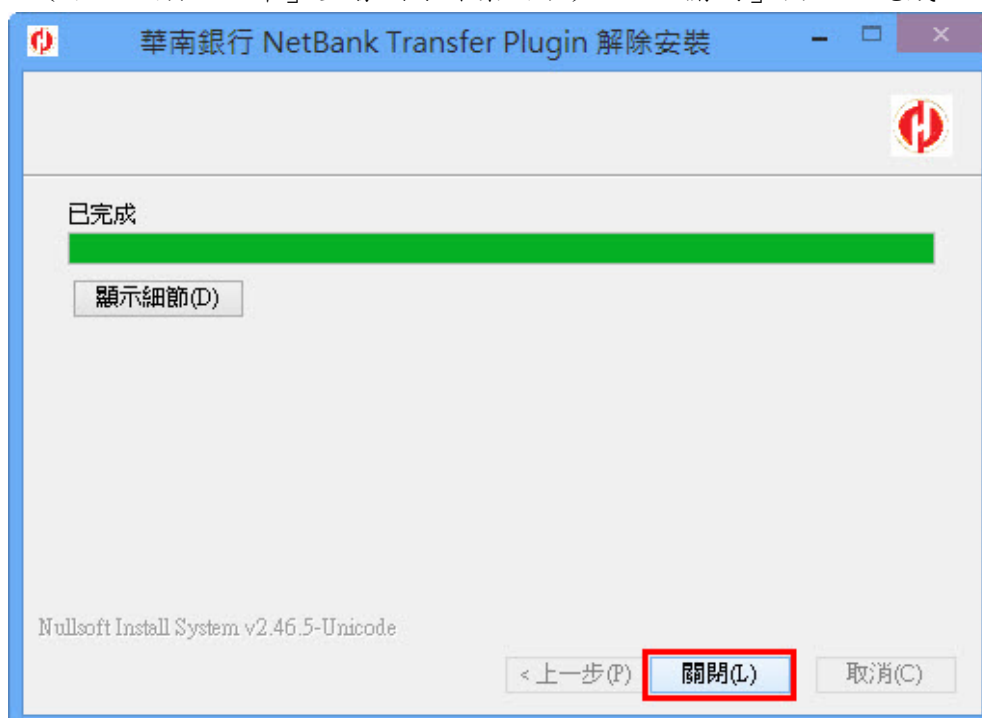 華南銀行 NetBank Transfer Plugin 解除安裝
已完成
顯示細節(D)
Nullsoft Install System v2.46.5-Unicode
<上一步(P) 關閉(L) 取消(C)